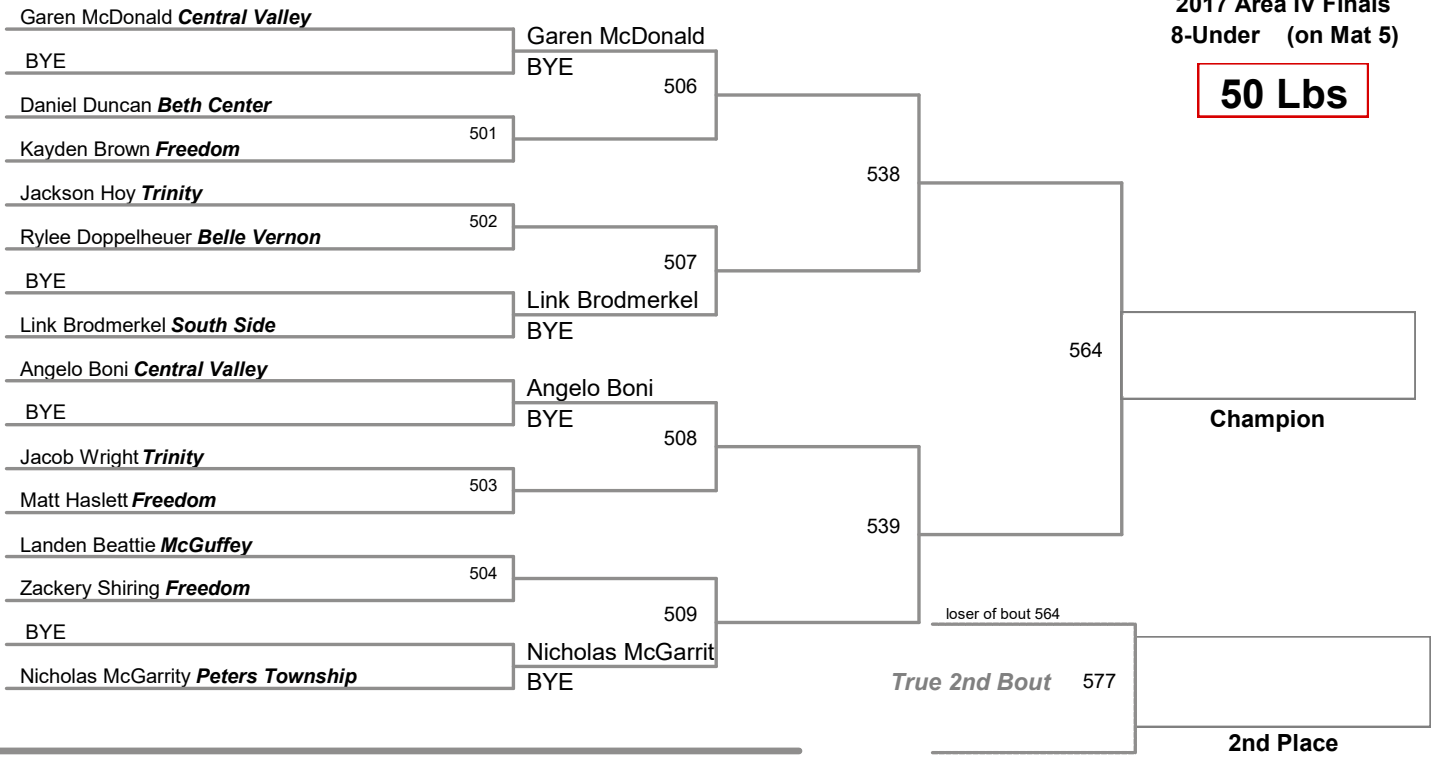 2017 Area IV Finals
8-Under (on Mat 5)
50 Lbs
Garen McDonald Central Valley
BYE
Daniel Duncan Beth Center
Kayden Brown Freedom
Jackson Hoy Trinity
Rylee Doppelheuer Belle Vernon
BYE
Link Brodmerkel South Side
Angelo Boni Central Valley
BYE
Jacob Wright Trinity
Matt Haslett Freedom
Landen Beattie McGuffey
Zackery Shiring Freedom
BYE
Nicholas McGarrity Peters Township
501
502
503
504
Garen McDonald
BYE
506
507
Link Brodmerkel
BYE
Angelo Boni
BYE
508
509
Nicholas McGarrit
BYE
538
539
564
Champion
loser of bout 564
True 2nd Bout 577
2nd Place